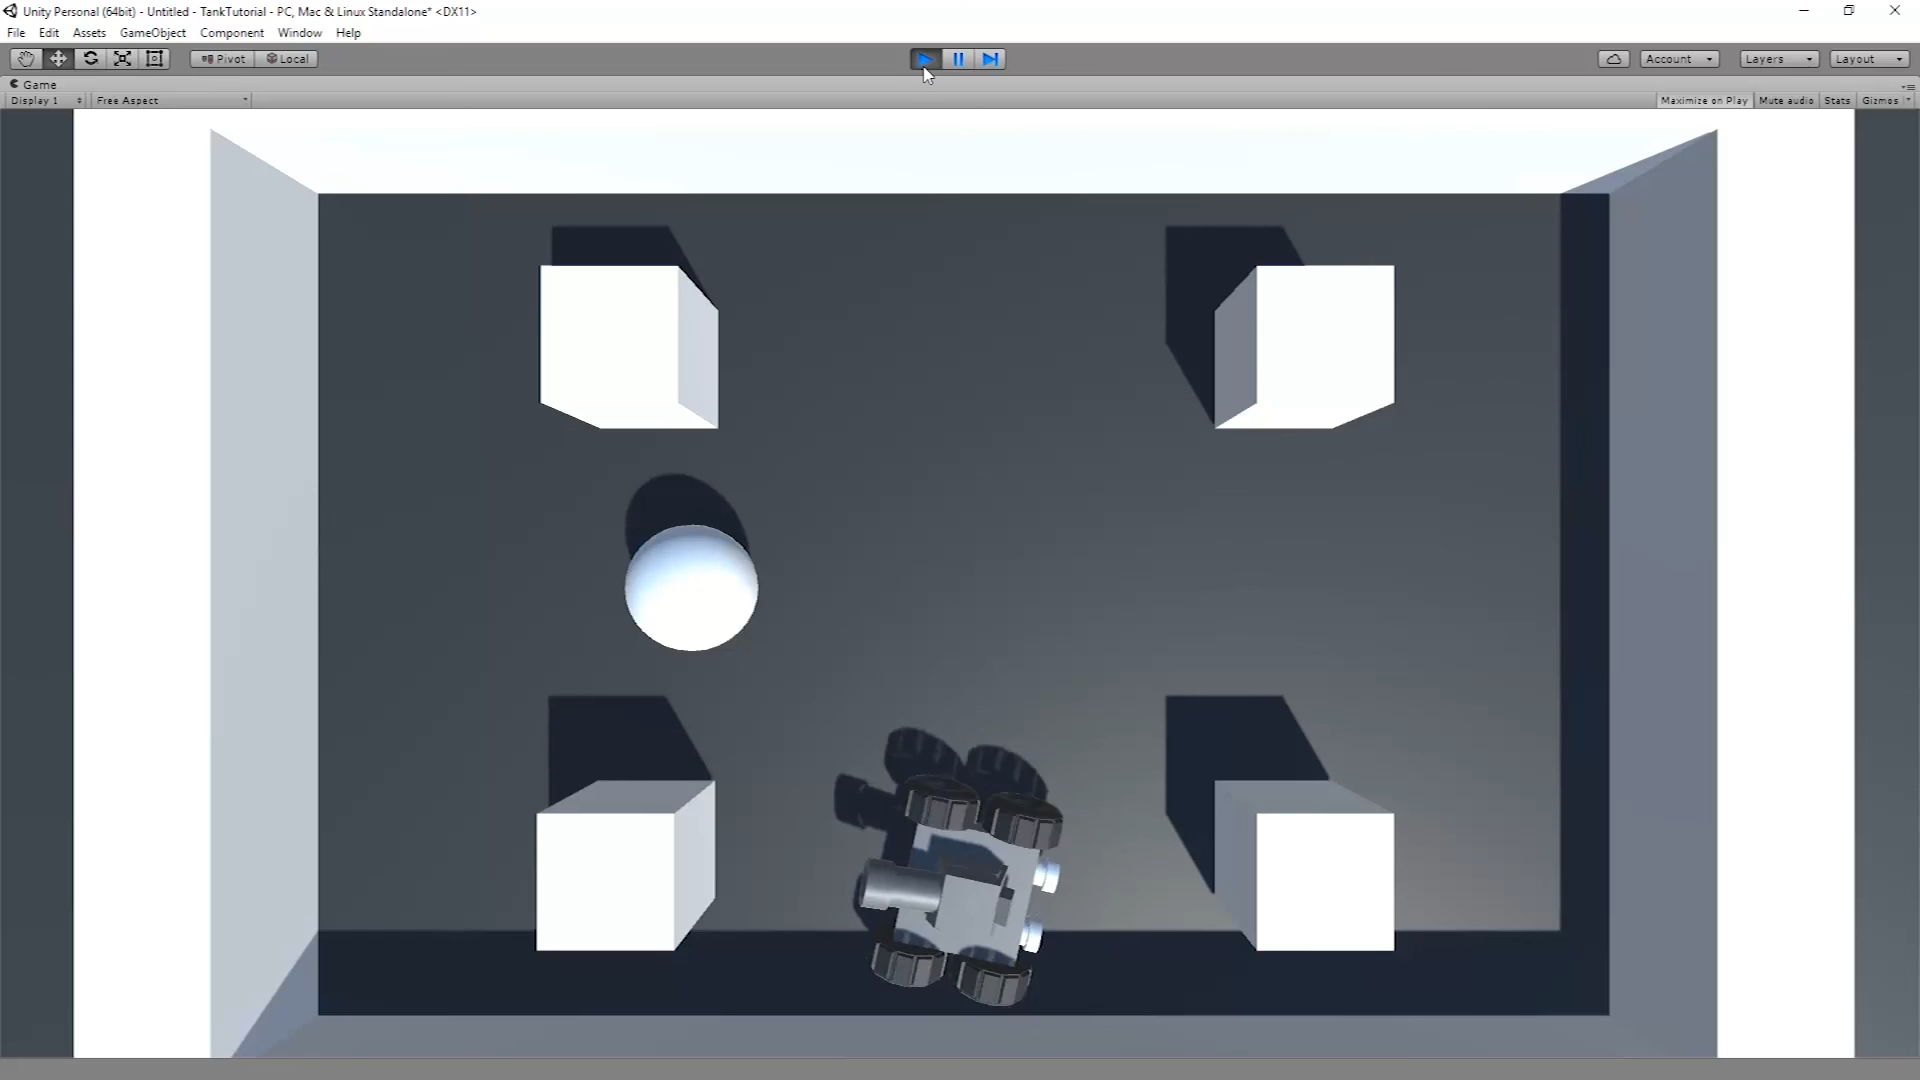 Unity Personal (64bit) - Untitled - TankTutorial - PC, Mac & Linux Standalone* <DX11>
File Edit Assets GameObject Component Window Help
Pivot Local Account Layers Layout
Game
Display 1 Free Aspect Maximize on Play Mute audio Stats Gizmos